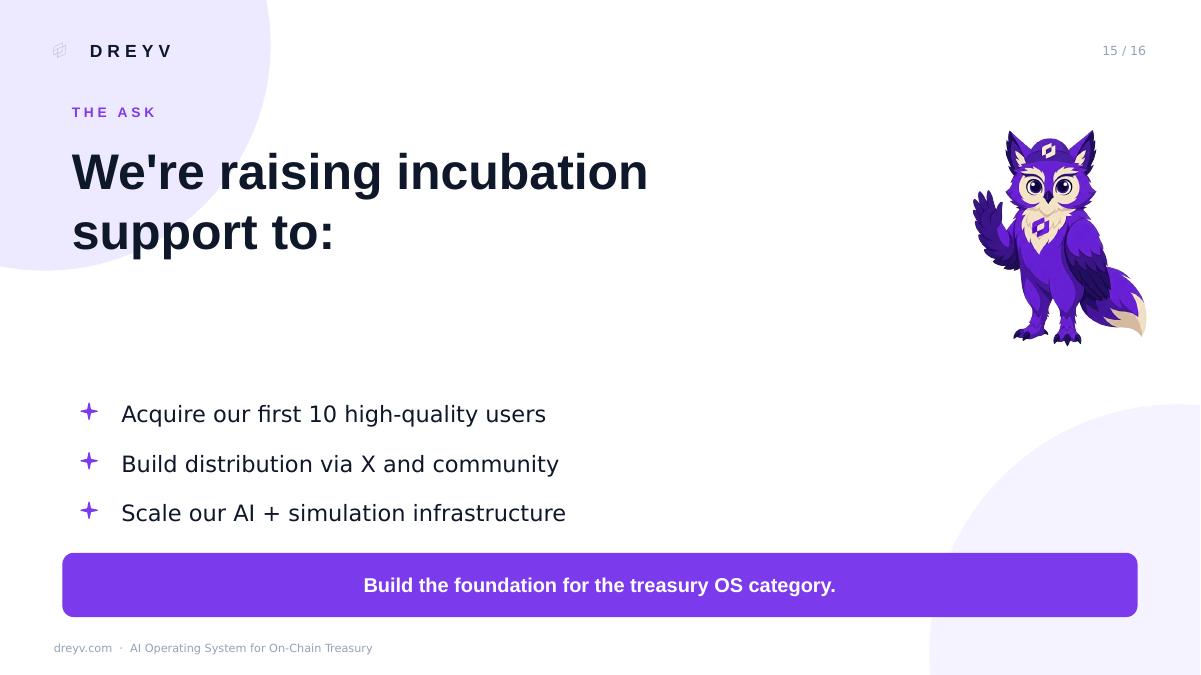 DREYV
15 / 16
THE ASK
We're raising incubation
support to:
Acquire our first 10 high-quality users
Build distribution via X and community
Scale our AI + simulation infrastructure
Build the foundation for the treasury OS category.
dreyv.com · AI Operating System for On-Chain Treasury